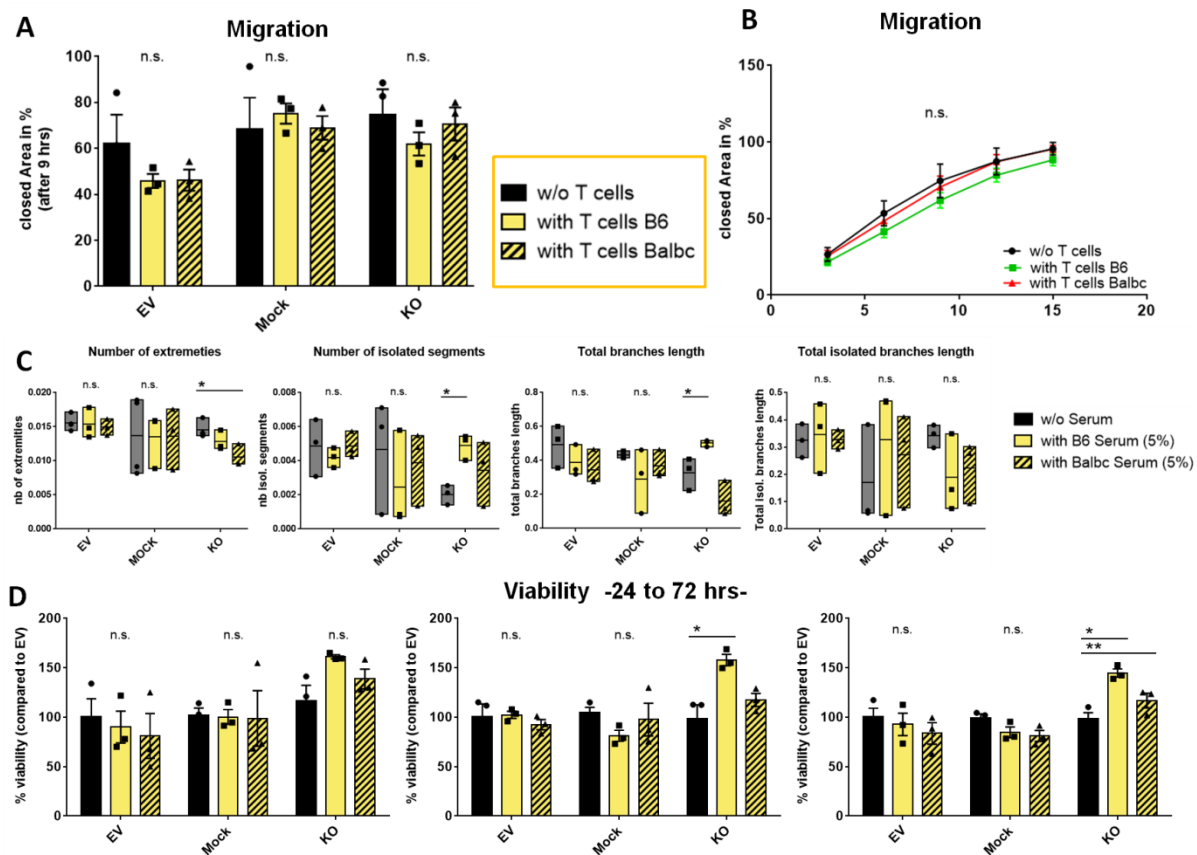 A
Migration
closed Area in %
(after 9 hrs)
100
80
60
40
20
0
n.s.
n.s.
n.s.
EV
Mock
KO
w/o T cells
with T cells B6
with T cells Balbc
B
Migration
closed Area in %
150
100
50
0
n.s.
w/o T cells
with T cells B6
with T cells Balbc
0
5
10
15
20
C
Number of extremeties
nb of extremities
0.020
0.015
0.010
0.005
0.000
n.s.
n.s.
*
EV
MOCK
KO
Number of isolated segments
nb isol. segments
0.008
0.006
0.004
0.002
0.000
n.s.
n.s.
*
EV
MOCK
KO
Total branches length
total branches length
0.8
0.6
0.4
0.2
0.0
n.s.
n.s.
*
EV
MOCK
KO
Total isolated branches length
Total isol. branches length
0.5
0.4
0.3
0.2
0.1
0.0
n.s.
n.s.
n.s.
EV
MOCK
KO
w/o Serum
with B6 Serum (5%)
with Balbc Serum (5%)
D
Viability -24 to 72 hrs-
% viability (compared to EV)
200
150
100
50
0
n.s.
n.s.
n.s.
EV
Mock
KO
% viability (compared to EV)
200
150
100
50
0
n.s.
n.s.
*
EV
Mock
KO
% viability (compared to EV)
200
150
100
50
0
n.s.
n.s.
*
**
EV
Mock
KO